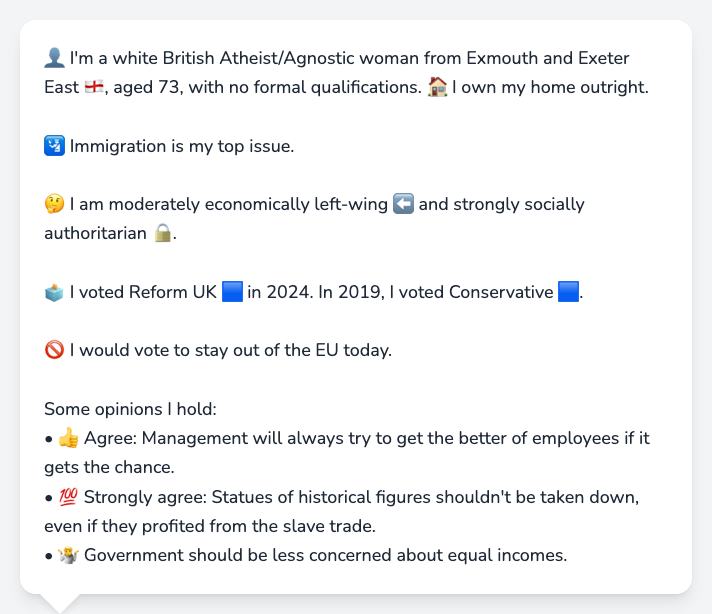 👤 I'm a white British Atheist/Agnostic woman from Exmouth and Exeter
East 🏴󠁧󠁢󠁥󠁮󠁧󠁿, aged 73, with no formal qualifications. 🏠 I own my home outright.
🛂 Immigration is my top issue.
🤔 I am moderately economically left-wing ⬅️ and strongly socially
authoritarian 🔒.
🗳️ I voted Reform UK 🟦 in 2024. In 2019, I voted Conservative 🟦.
🚫 I would vote to stay out of the EU today.
Some opinions I hold:
• 👍 Agree: Management will always try to get the better of employees if it
gets the chance.
• 💯 Strongly agree: Statues of historical figures shouldn't be taken down,
even if they profited from the slave trade.
• 🤷 Government should be less concerned about equal incomes.